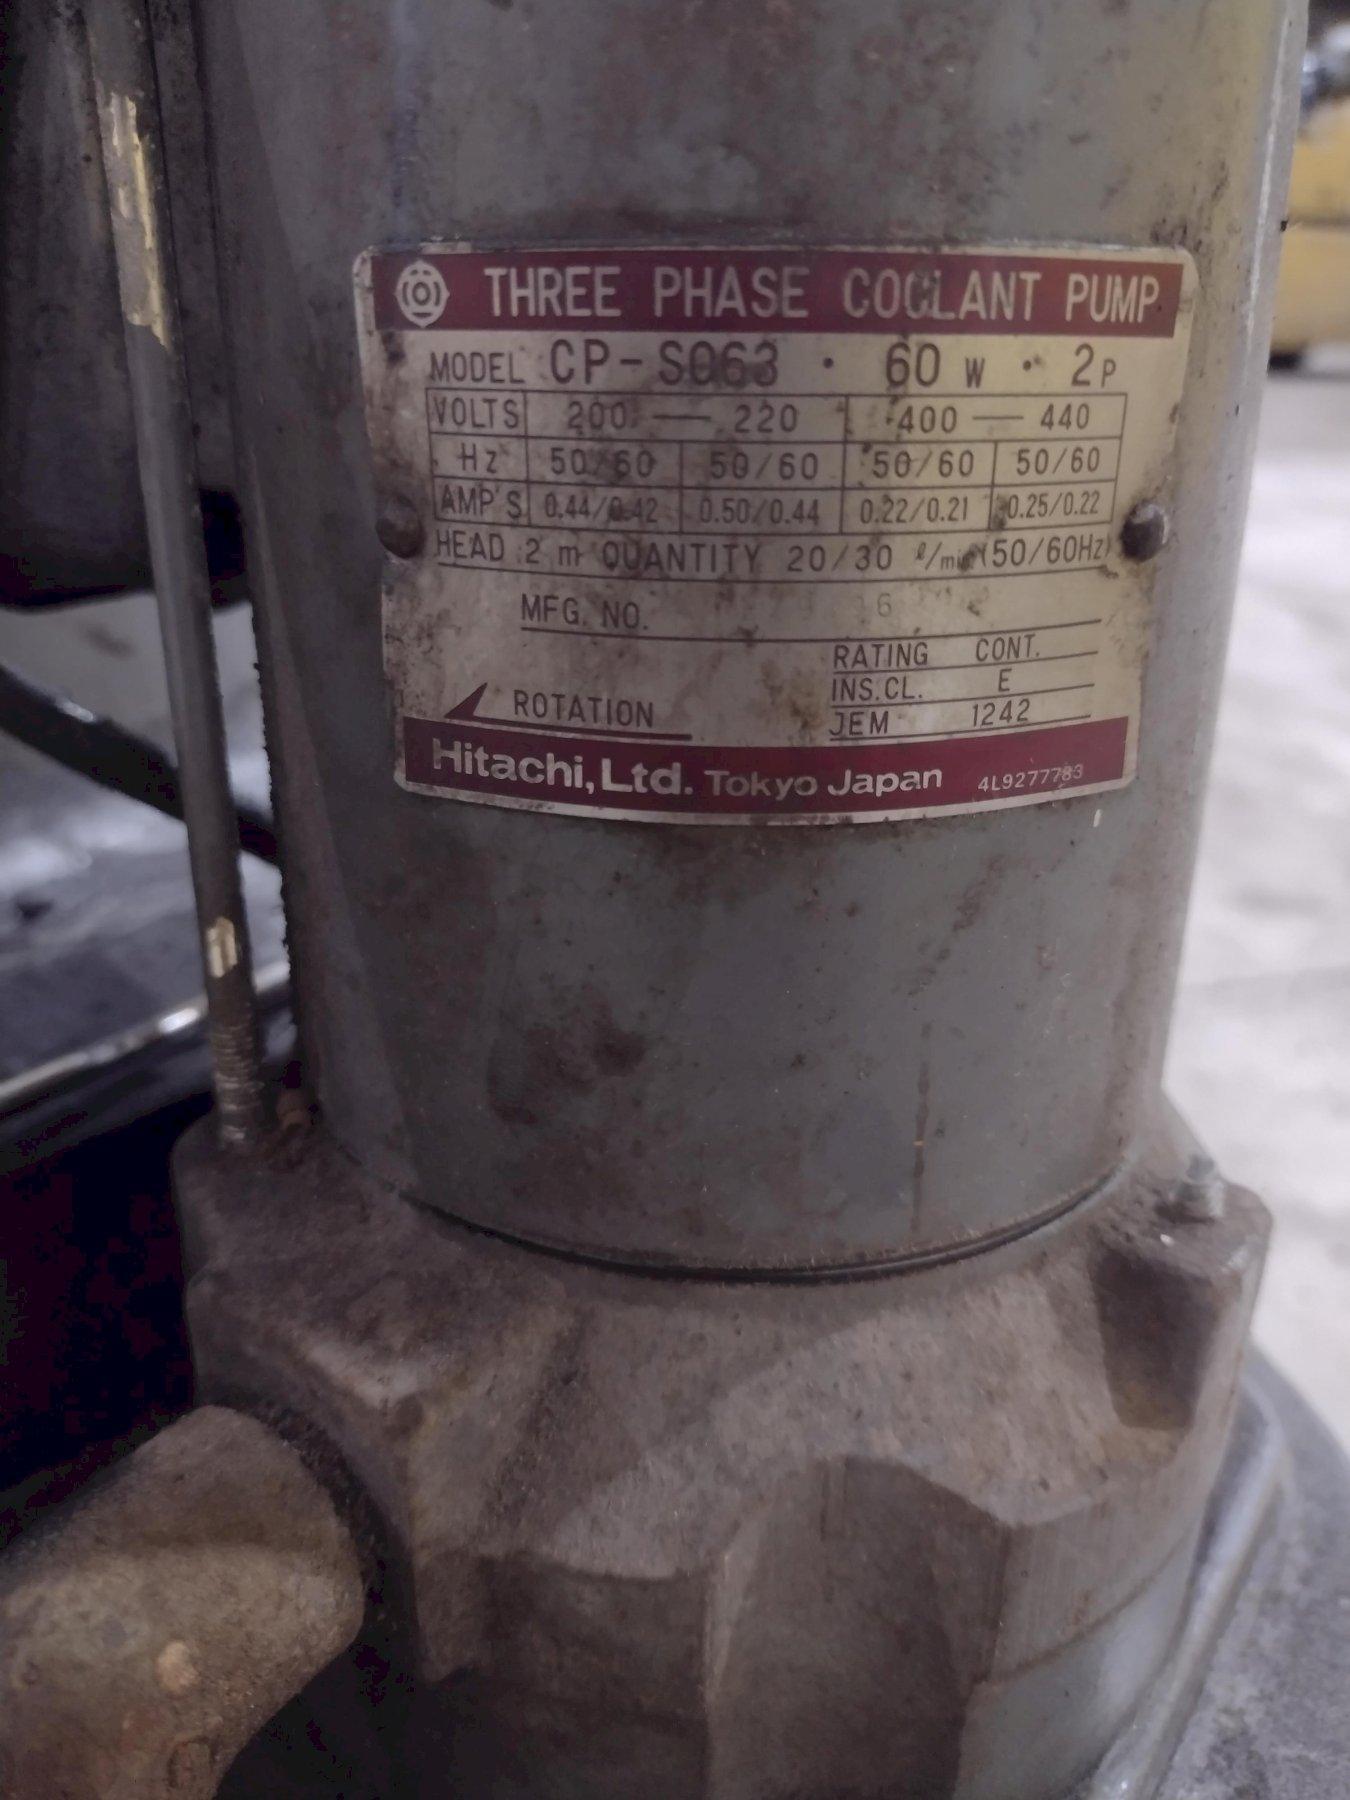 THREE PHASE COOLANT PUMP
MODEL CP-S063 · 60 W · 2P
VOLTS 200 — 220 400 — 440
Hz 50/60 50/60 50/60 50/60
AMP'S 0.44/0.42 0.50/0.44 0.22/0.21 0.25/0.22
HEAD 2 m QUANTITY 20/30 ℓ/min (50/60Hz)
MFG. NO. 6
RATING CONT.
INS.CL. E
ROTATION
JEM 1242
Hitachi, Ltd. Tokyo Japan 4L9277783